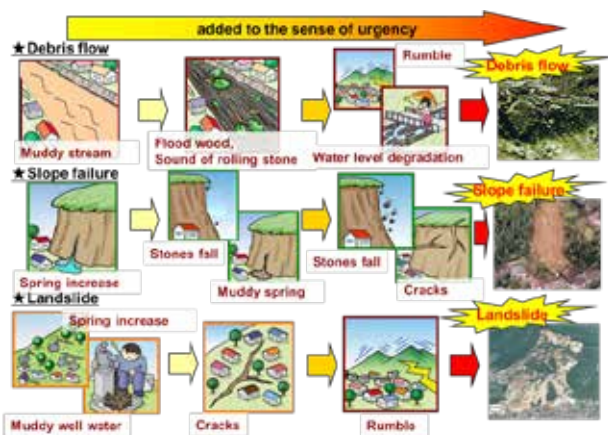 added to the sense of urgency
★Debris flow
Rumble
Debris flow
Muddy stream
Flood wood,
Sound of rolling stone
Water level degradation
★Slope failure
Slope failure
Spring increase
Stones fall
Muddy spring
Stones fall
Cracks
★Landslide
Spring increase
Landslide
Muddy well water
Cracks
Rumble